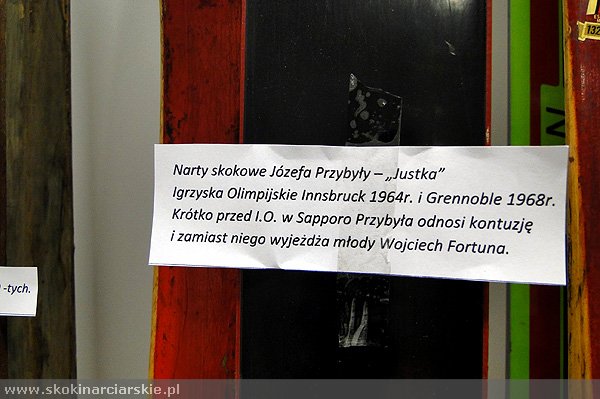 Narty skokowe Józefa Przybyły – „Justka”
Igrzyska Olimpijskie Innsbruck 1964r. i Grennoble 1968r.
Krótko przed I.O. w Sapporo Przybyła odnosi kontuzję
i zamiast niego wyjeżdża młody Wojciech Fortuna.
-tych.
132
N
www.skokinarciarskie.pl